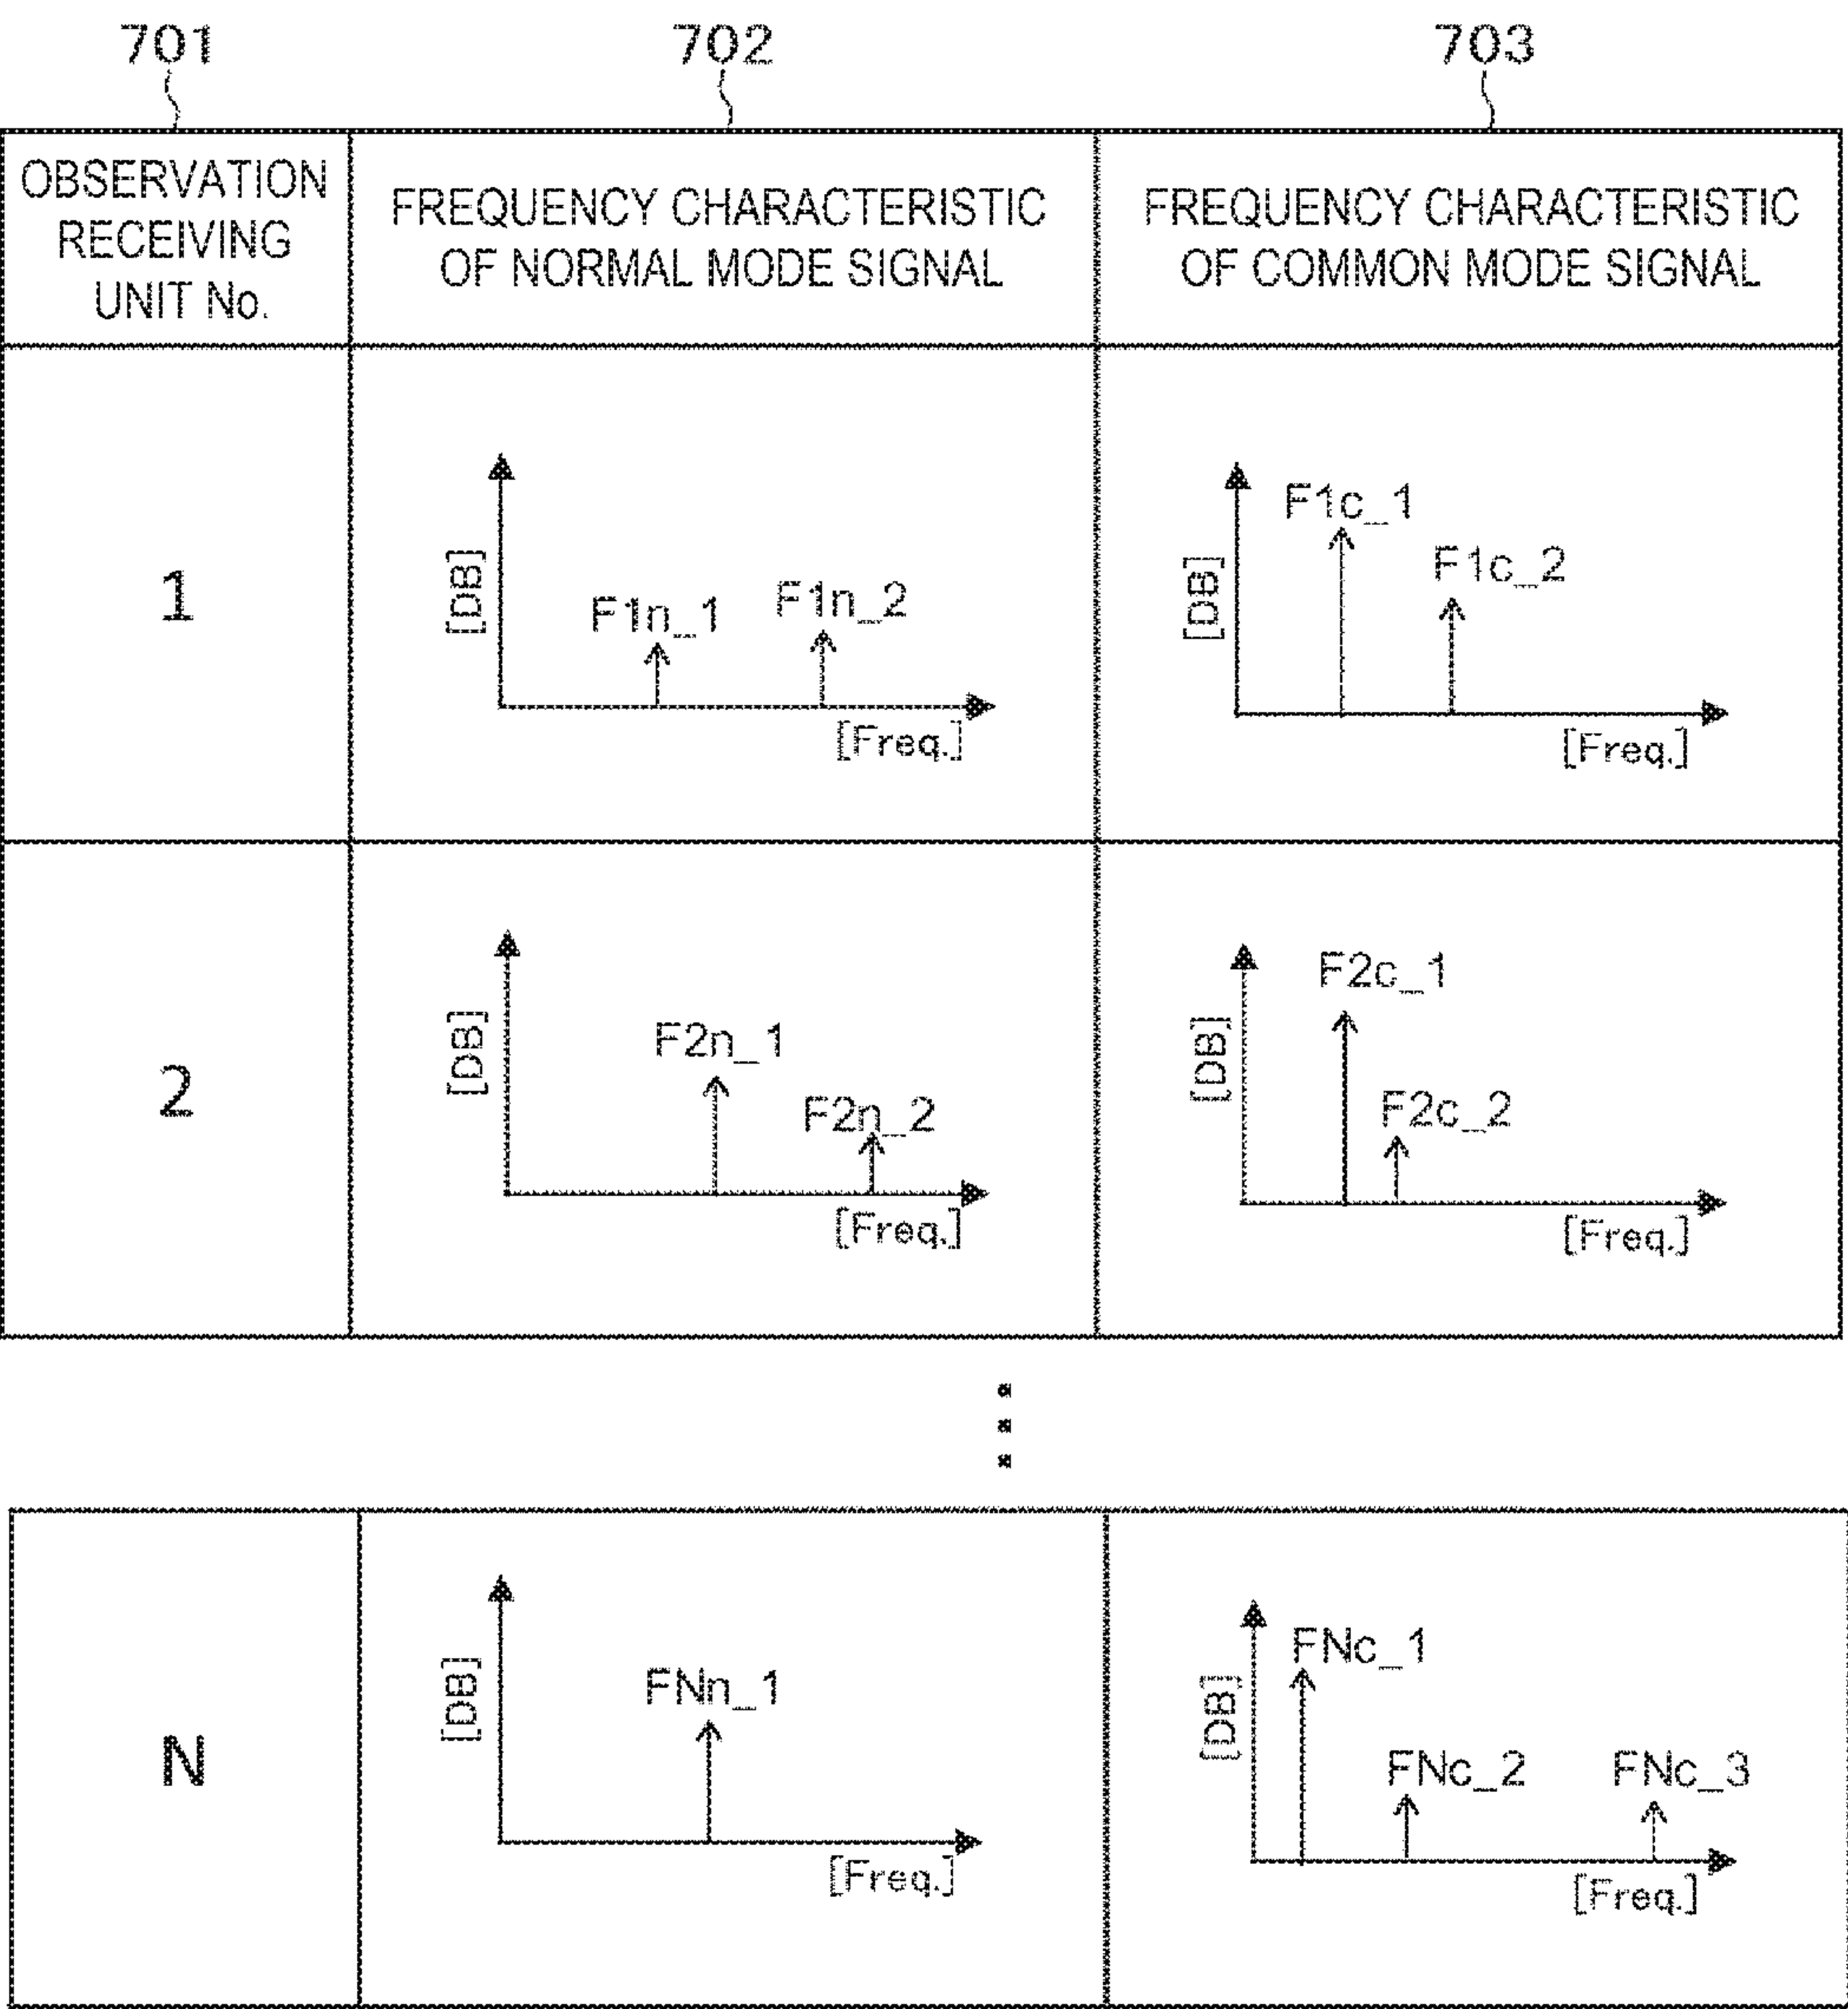 701
702
703
OBSERVATION
RECEIVING
UNIT No.
FREQUENCY CHARACTERISTIC
OF NORMAL MODE SIGNAL
FREQUENCY CHARACTERISTIC
OF COMMON MODE SIGNAL
1
[DB]
F1n_1
F1n_2
[Freq.]
[DB]
F1c_1
F1c_2
[Freq.]
2
[DB]
F2n_1
F2n_2
[Freq.]
[DB]
F2c_1
F2c_2
[Freq.]
N
[DB]
FNn_1
[Freq.]
[DB]
FNc_1
FNc_2
FNc_3
[Freq.]